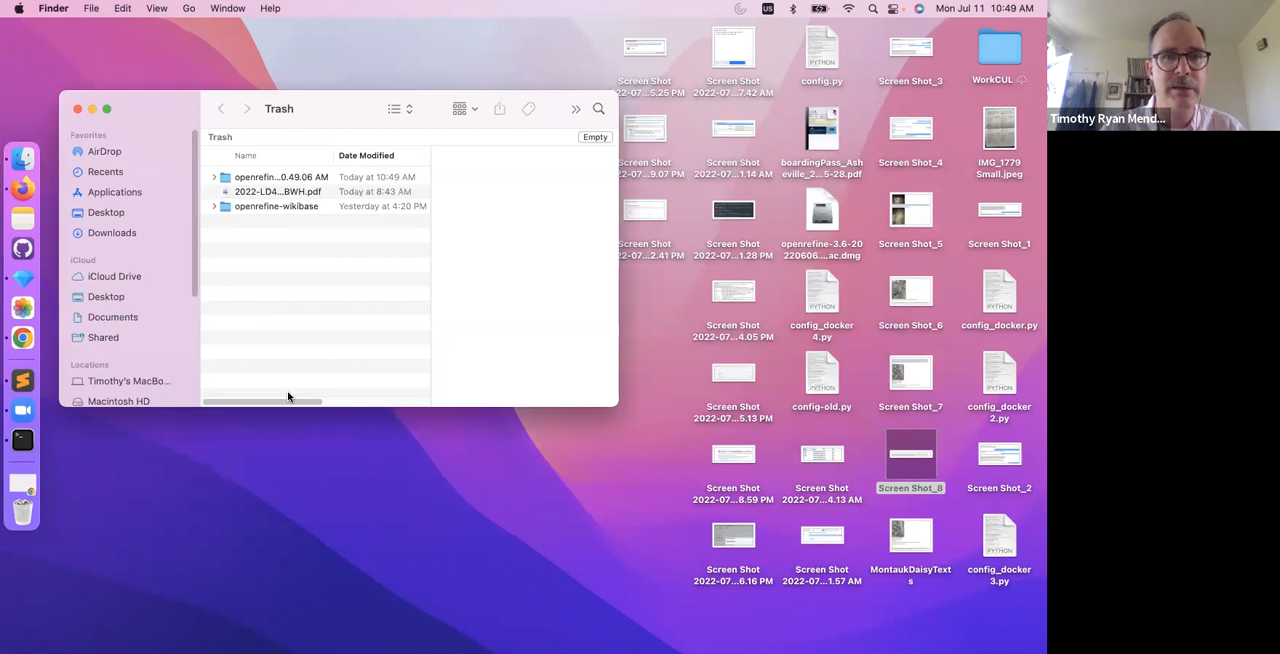 Finder File Edit View Go Window Help US Mon Jul 11 10:49 AM
Trash
Trash
Empty
Name Date Modified
openrefin...0.49.06 AM Today at 10:49 AM
2022-LD4...BWH.pdf Today at 8:43 AM
openrefine-wikibase Yesterday at 4:20 PM
Favorites
AirDrop
Recents
Applications
Desktop
Downloads
iCloud
iCloud Drive
Desktop
Documents
Shared
Locations
Timothy's MacBo...
Macintosh HD
Screen Shot
2022-07...5.25 PM
Screen Shot
2022-07...7.42 AM
PYTHON
config.py
Screen Shot_3
WorkCUL
Screen Shot
2022-07...9.07 PM
Screen Shot
2022-07...1.14 AM
boardingPass_Ash
eville_2...5-28.pdf
Screen Shot_4
IMG_1779
Small.jpeg
Screen Shot
2022-07...2.41 PM
Screen Shot
2022-07...1.28 PM
openrefine-3.6-20
220606....ac.dmg
Screen Shot_5
Screen Shot_1
Screen Shot
2022-07...4.05 PM
PYTHON
config_docker
4.py
Screen Shot_6
PYTHON
config_docker.py
Screen Shot
2022-07...5.13 PM
PYTHON
config-old.py
Screen Shot_7
PYTHON
config_docker
2.py
Screen Shot
2022-07...8.59 PM
Screen Shot
2022-07...4.13 AM
Screen Shot_8
Screen Shot_2
Screen Shot
2022-07...6.16 PM
Screen Shot
2022-07...1.57 AM
MontaukDaisyText
s
PYTHON
config_docker
3.py
Timothy Ryan Mend...